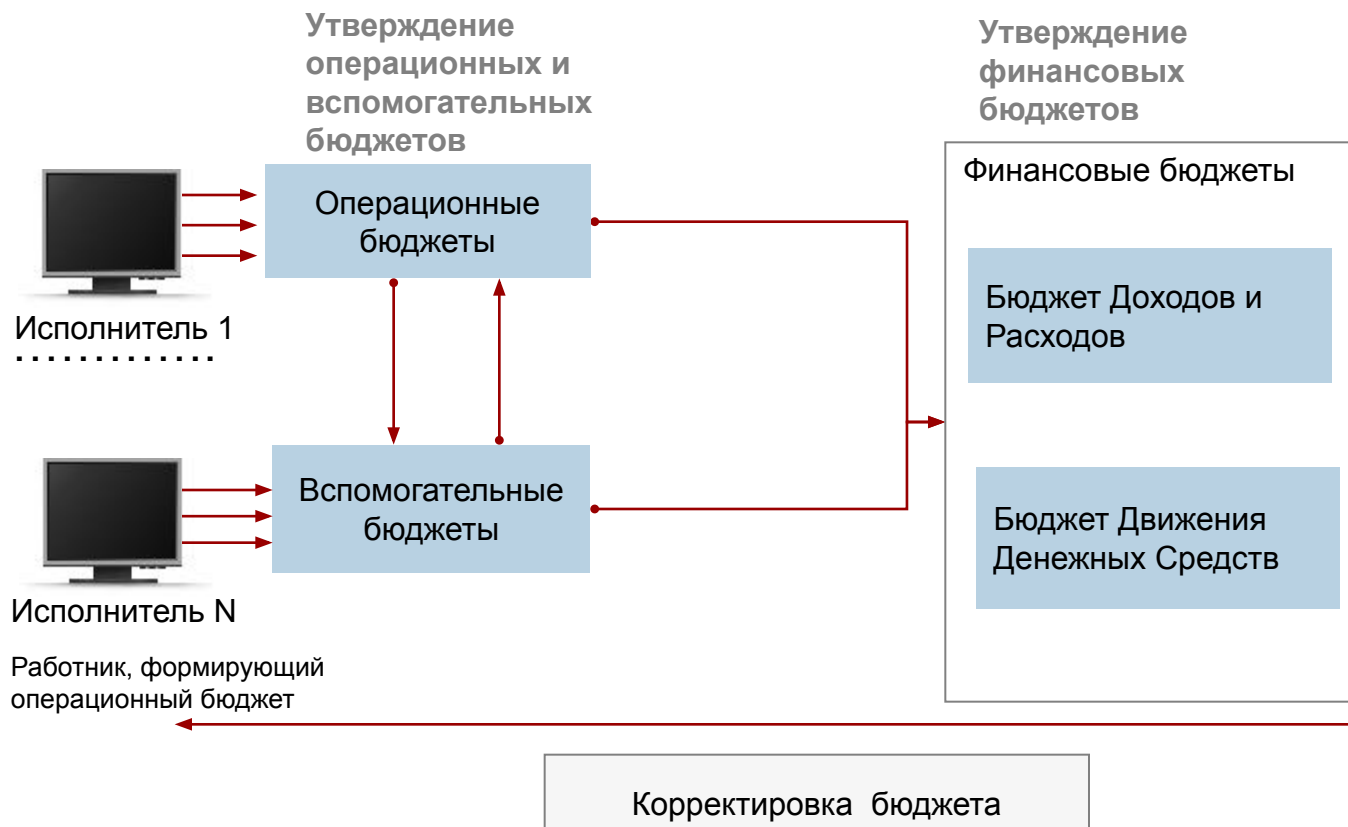 Утверждение
операционных и
вспомогательных
бюджетов
Утверждение
финансовых
бюджетов
Операционные
бюджеты
Финансовые бюджеты
Бюджет Доходов и
Расходов
Исполнитель 1
Вспомогательные
бюджеты
Бюджет Движения
Денежных Средств
Исполнитель N
Работник, формирующий
операционный бюджет
Корректировка бюджета